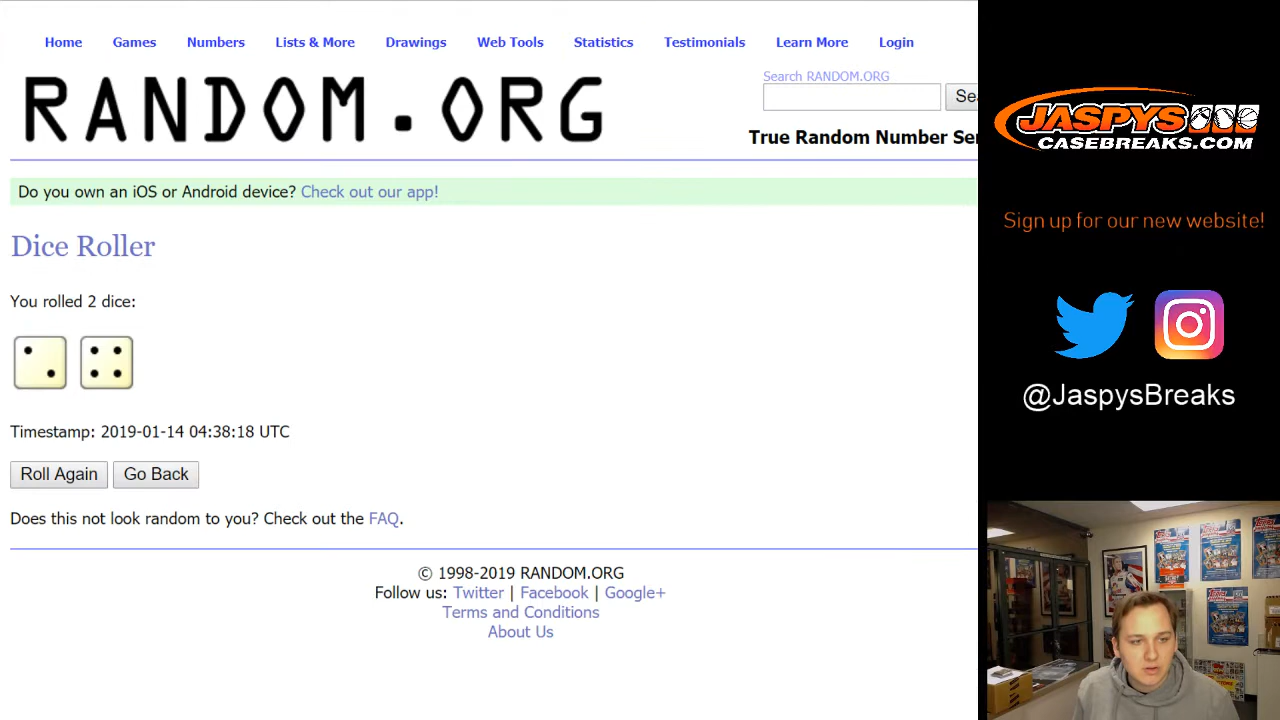 Home Games Numbers Lists & More Drawings Web Tools Statistics Testimonials Learn More Login
RANDOM.ORG
Search RANDOM.ORG
Sea
True Random Number Ser
Do you own an iOS or Android device? Check out our app!
Dice Roller
You rolled 2 dice:
Timestamp: 2019-01-14 04:38:18 UTC
Roll Again Go Back
Does this not look random to you? Check out the FAQ.
© 1998-2019 RANDOM.ORG
Follow us: Twitter | Facebook | Google+
Terms and Conditions
About Us
JASPYS
CASEBREAKS.COM
Sign up for our new website!
@JaspysBreaks
Topps